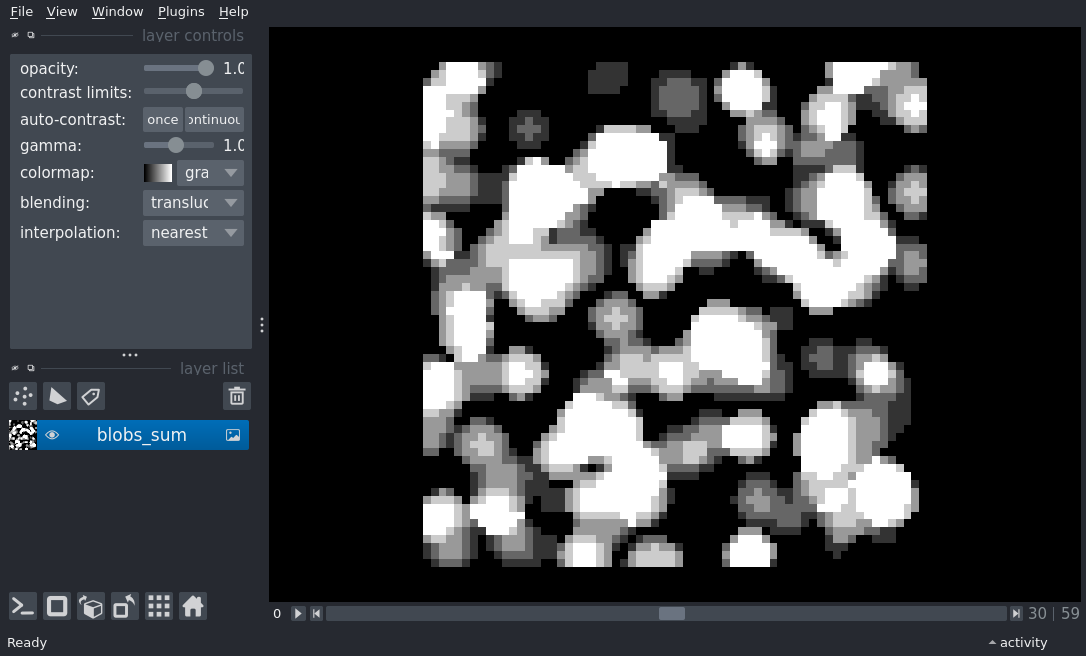 File View Window Plugins Help
layer controls
opacity: 1.0
contrast limits:
auto-contrast: once ontinuou
gamma: 1.0
colormap: gra
blending: transluc
interpolation: nearest
layer list
blobs_sum
0 30 | 59
Ready activity